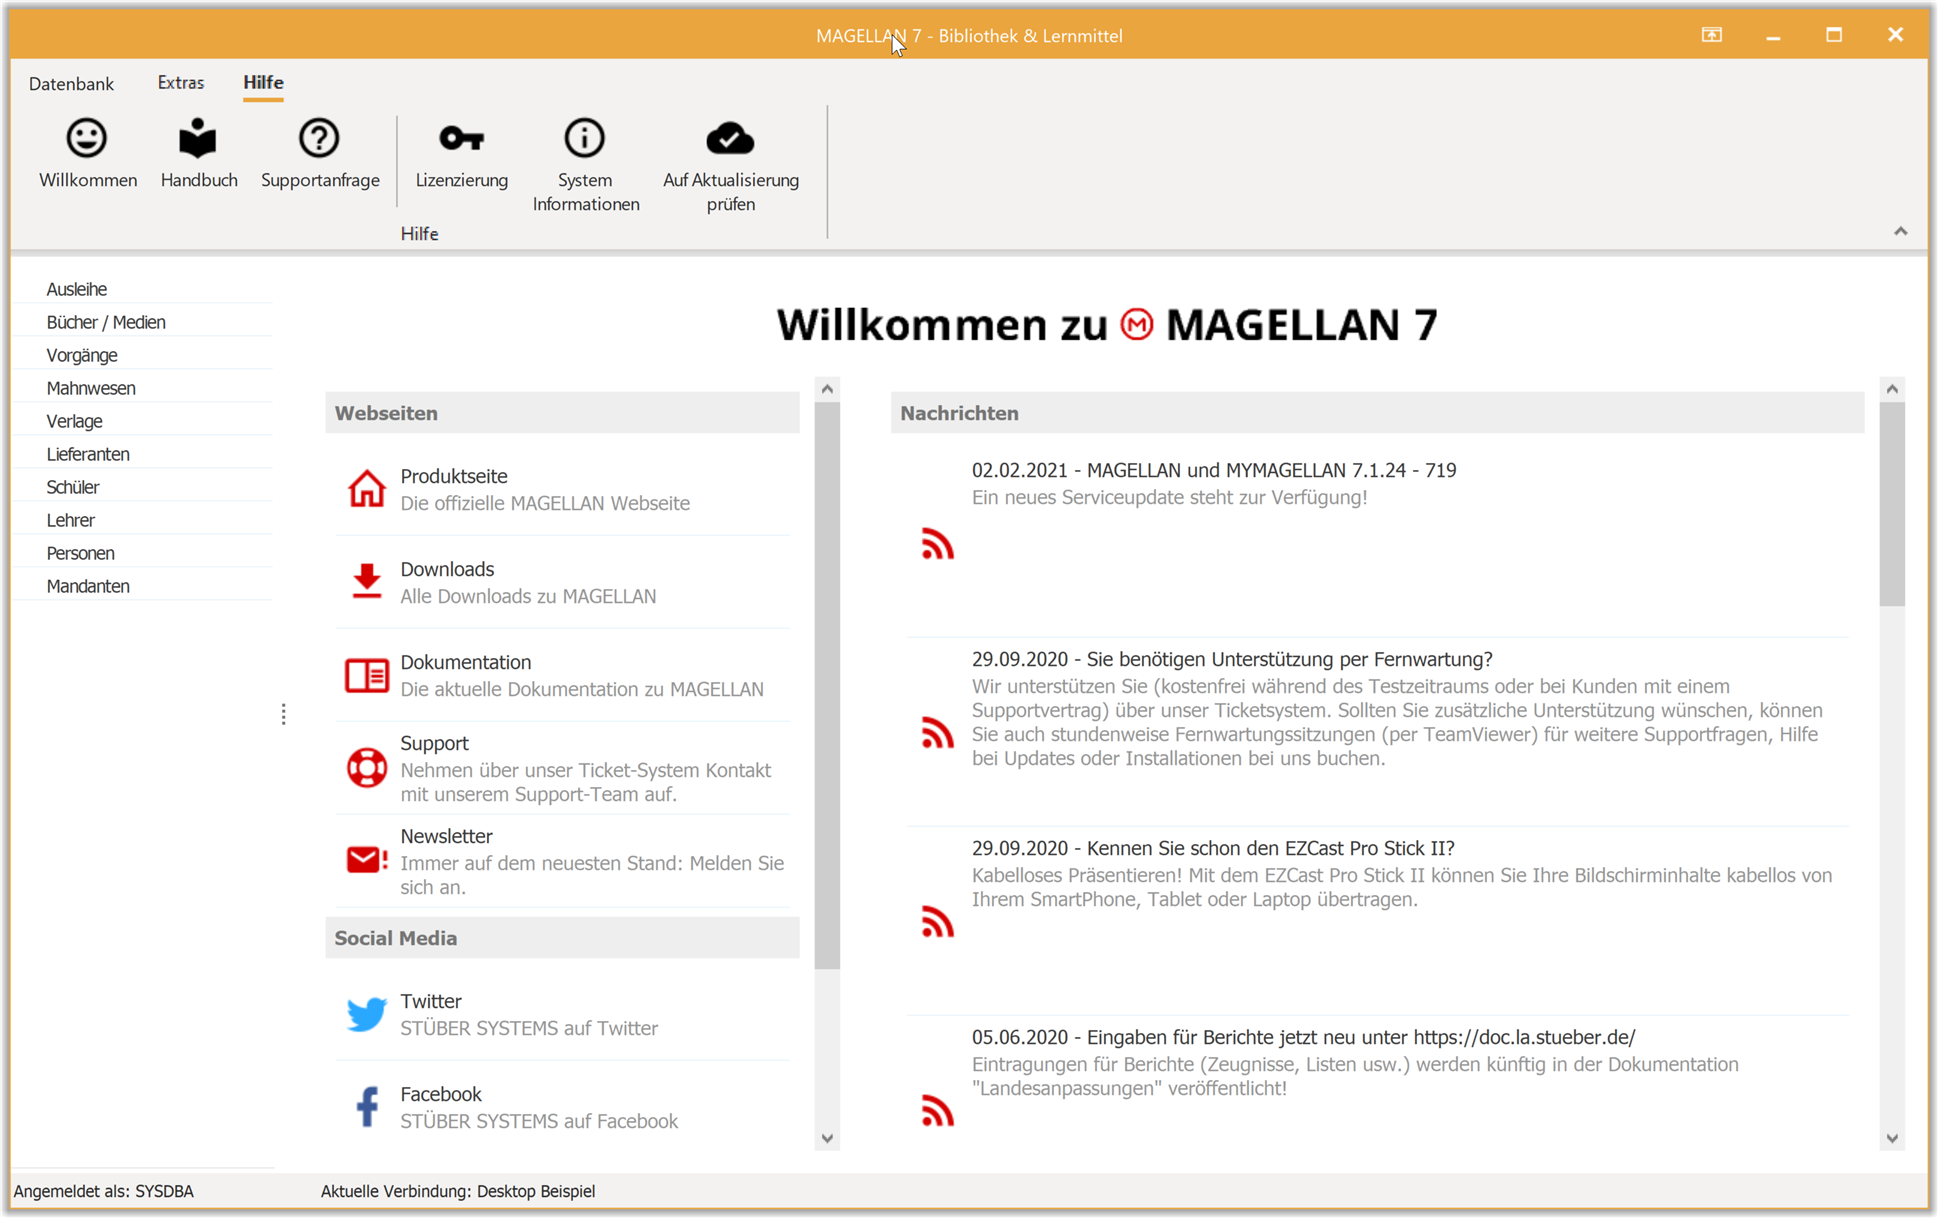 MAGELLAN 7 - Bibliothek & Lernmittel
Datenbank
Extras
Hilfe
Willkommen
Handbuch
Supportanfrage
Lizenzierung
System
Informationen
Auf Aktualisierung
prüfen
Hilfe
Ausleihe
Bücher / Medien
Vorgänge
Mahnwesen
Verlage
Lieferanten
Schüler
Lehrer
Personen
Mandanten
Willkommen zu M MAGELLAN 7
Webseiten
Produktseite
Die offizielle MAGELLAN Webseite
Downloads
Alle Downloads zu MAGELLAN
Dokumentation
Die aktuelle Dokumentation zu MAGELLAN
Support
Nehmen über unser Ticket-System Kontakt
mit unserem Support-Team auf.
Newsletter
Immer auf dem neuesten Stand: Melden Sie
sich an.
Social Media
Twitter
STÜBER SYSTEMS auf Twitter
Facebook
STÜBER SYSTEMS auf Facebook
Nachrichten
02.02.2021 - MAGELLAN und MYMAGELLAN 7.1.24 - 719
Ein neues Serviceupdate steht zur Verfügung!
29.09.2020 - Sie benötigen Unterstützung per Fernwartung?
Wir unterstützen Sie (kostenfrei während des Testzeitraums oder bei Kunden mit einem
Supportvertrag) über unser Ticketsystem. Sollten Sie zusätzliche Unterstützung wünschen, können
Sie auch stundenweise Fernwartungssitzungen (per TeamViewer) für weitere Supportfragen, Hilfe
bei Updates oder Installationen bei uns buchen.
29.09.2020 - Kennen Sie schon den EZCast Pro Stick II?
Kabelloses Präsentieren! Mit dem EZCast Pro Stick II können Sie Ihre Bildschirminhalte kabellos von
Ihrem SmartPhone, Tablet oder Laptop übertragen.
05.06.2020 - Eingaben für Berichte jetzt neu unter https://doc.la.stueber.de/
Eintragungen für Berichte (Zeugnisse, Listen usw.) werden künftig in der Dokumentation
"Landesanpassungen" veröffentlicht!
Angemeldet als: SYSDBA
Aktuelle Verbindung: Desktop Beispiel